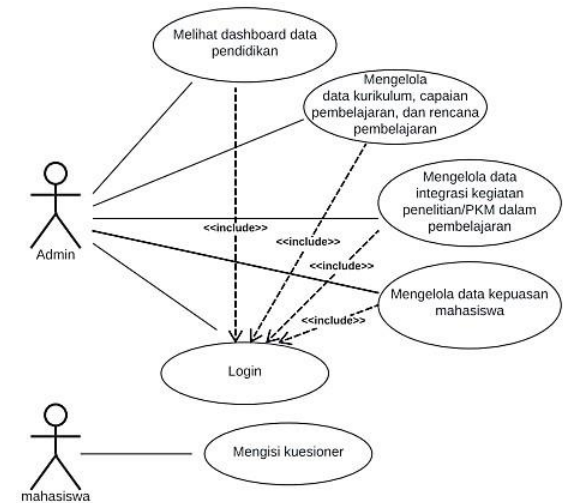 Melihat dashboard data
pendidikan
Mengelola
data kurikulum, capaian
pembelajaran, dan rencana
pembelajaran
Mengelola data
integrasi kegiatan
penelitian/PKM dalam
pembelajaran
<<include>>
<<include>>
<<include>>
Admin
Mengelola data kepuasan
mahasiswa
<<include>>
Login
Mengisi kuesioner
mahasiswa